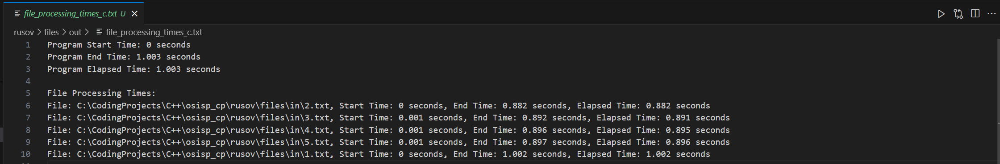 file_processing_times_c.txt U
rusov > files > out > file_processing_times_c.txt
1 Program Start Time: 0 seconds
2 Program End Time: 1.003 seconds
3 Program Elapsed Time: 1.003 seconds
4
5 File Processing Times:
6 File: C:\CodingProjects\C++\osisp_cp\rusov\files\in\2.txt, Start Time: 0 seconds, End Time: 0.882 seconds, Elapsed Time: 0.882 seconds
7 File: C:\CodingProjects\C++\osisp_cp\rusov\files\in\3.txt, Start Time: 0.001 seconds, End Time: 0.892 seconds, Elapsed Time: 0.891 seconds
8 File: C:\CodingProjects\C++\osisp_cp\rusov\files\in\4.txt, Start Time: 0.001 seconds, End Time: 0.896 seconds, Elapsed Time: 0.895 seconds
9 File: C:\CodingProjects\C++\osisp_cp\rusov\files\in\5.txt, Start Time: 0.001 seconds, End Time: 0.897 seconds, Elapsed Time: 0.896 seconds
10 File: C:\CodingProjects\C++\osisp_cp\rusov\files\in\1.txt, Start Time: 0 seconds, End Time: 1.002 seconds, Elapsed Time: 1.002 seconds